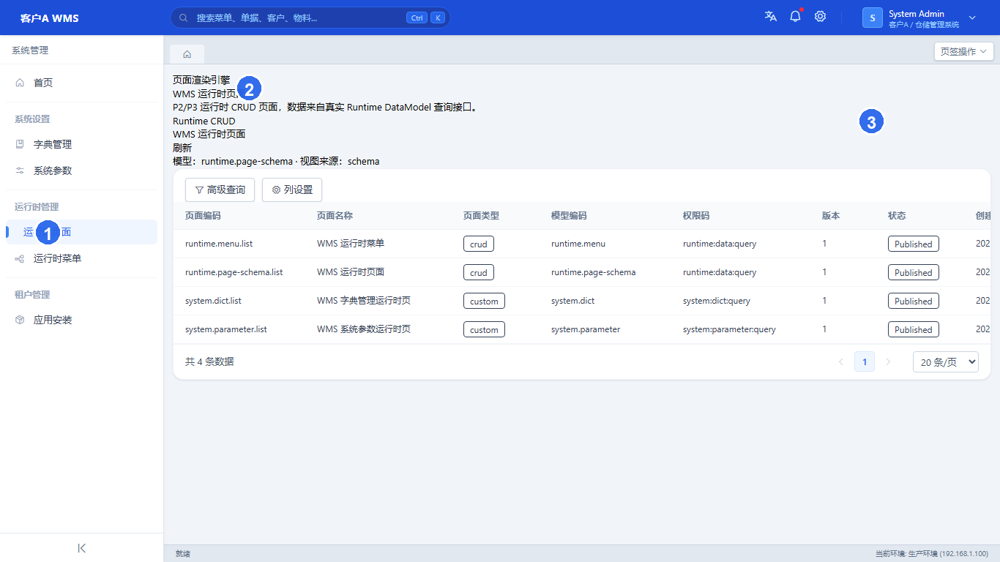 客户A WMS
搜索菜单、单据、客户、物料... Ctrl K
S System Admin
客户A / 仓储管理系统
系统管理
页签操作
首页
系统设置
字典管理
系统参数
运行时管理
运 1 面
运行时菜单
租户管理
应用安装
页面渲染引擎
2
WMS 运行时页
P2/P3 运行时 CRUD 页面，数据来自真实 Runtime DataModel 查询接口。
3
Runtime CRUD
WMS 运行时页面
刷新
模型：runtime.page-schema · 视图来源：schema
高级查询 列设置
页面编码 页面名称 页面类型 模型编码 权限码 版本 状态 创建
runtime.menu.list WMS 运行时菜单 crud runtime.menu runtime:data:query 1 Published 202
runtime.page-schema.list WMS 运行时页面 crud runtime.page-schema runtime:data:query 1 Published 202
system.dict.list WMS 字典管理运行时页 custom system.dict system:dict:query 1 Published 202
system.parameter.list WMS 系统参数运行时页 custom system.parameter system:parameter:query 1 Published 202
共 4 条数据 1 20 条/页
就绪 当前环境: 生产环境 (192.168.1.100)